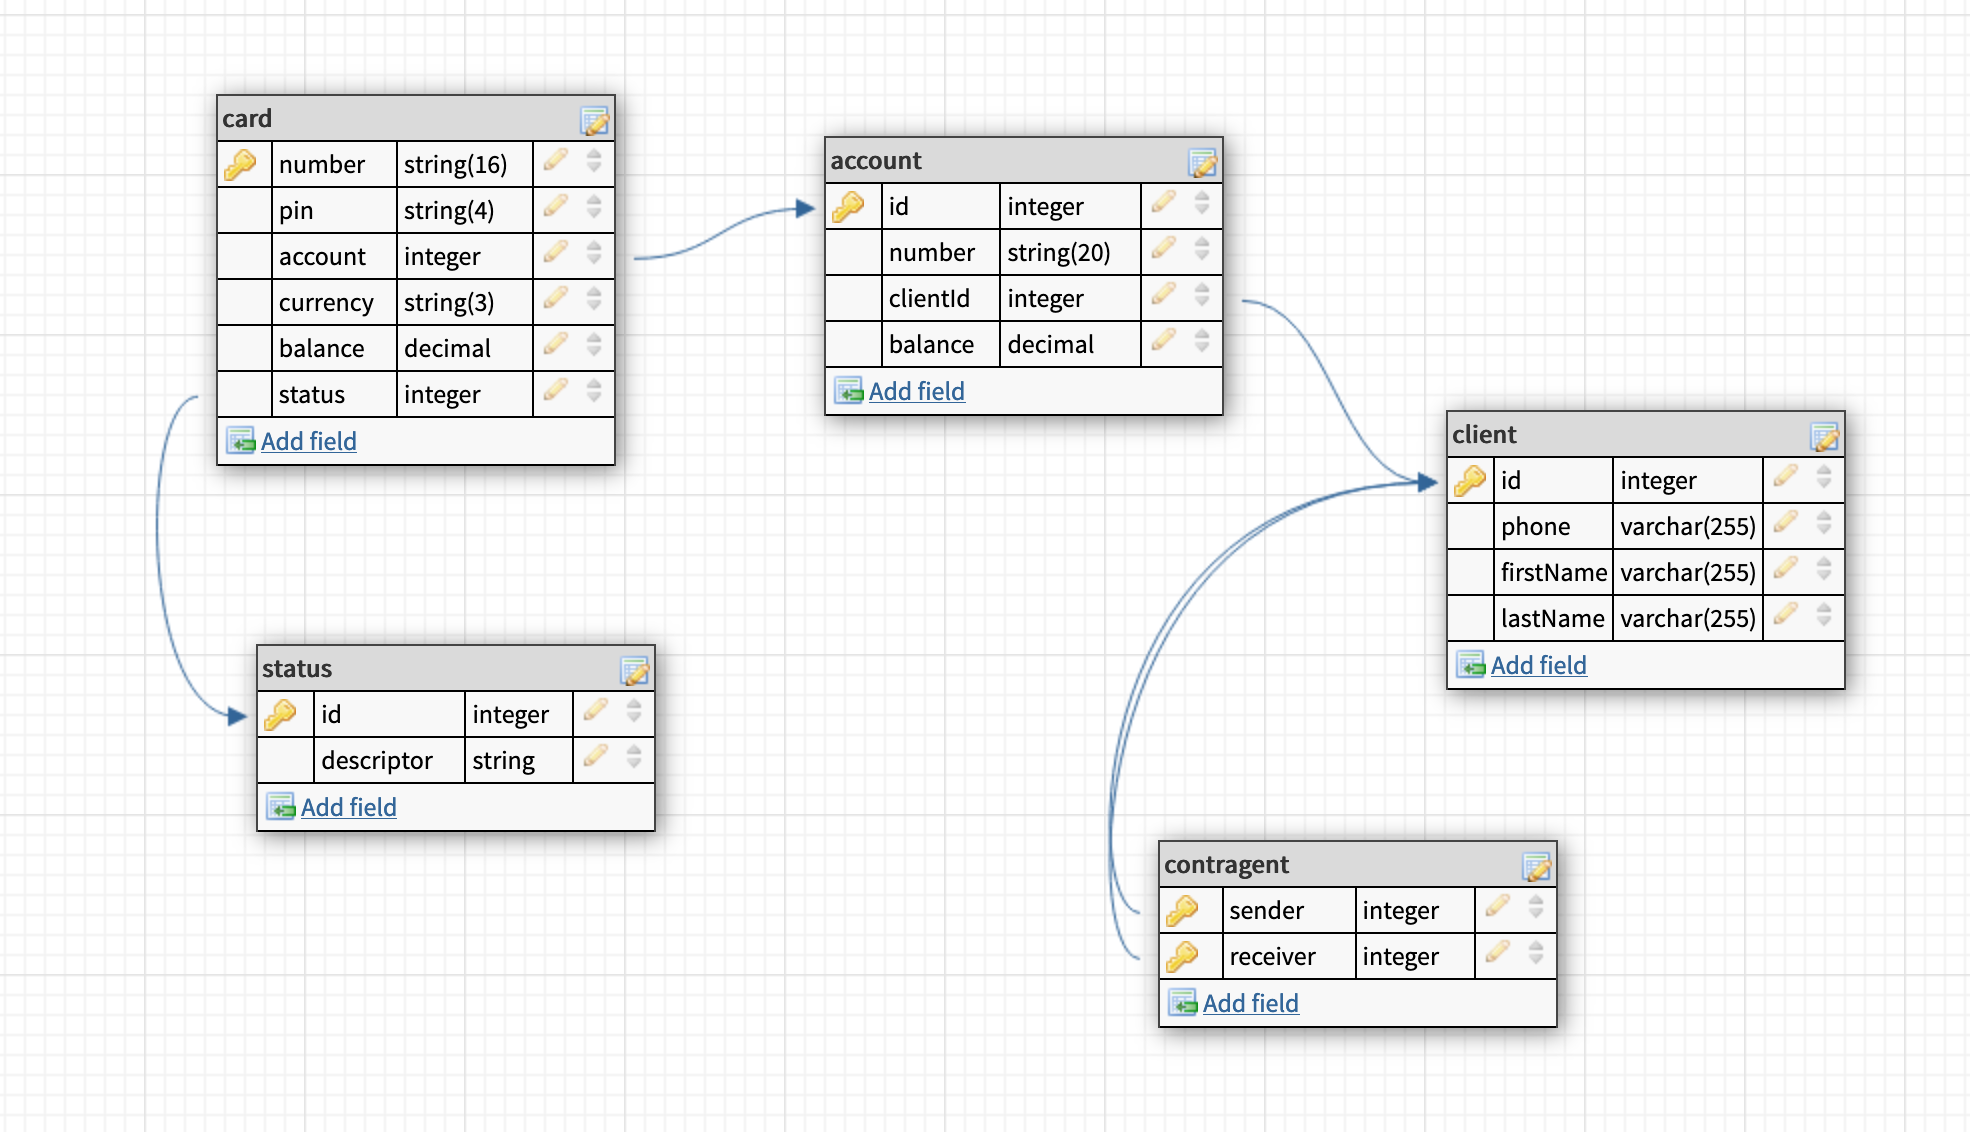 card
number string(16)
pin string(4)
account integer
currency string(3)
balance decimal
status integer
Add field
account
id integer
number string(20)
clientId integer
balance decimal
Add field
client
id integer
phone varchar(255)
firstName varchar(255)
lastName varchar(255)
Add field
status
id integer
descriptor string
Add field
contragent
sender integer
receiver integer
Add field